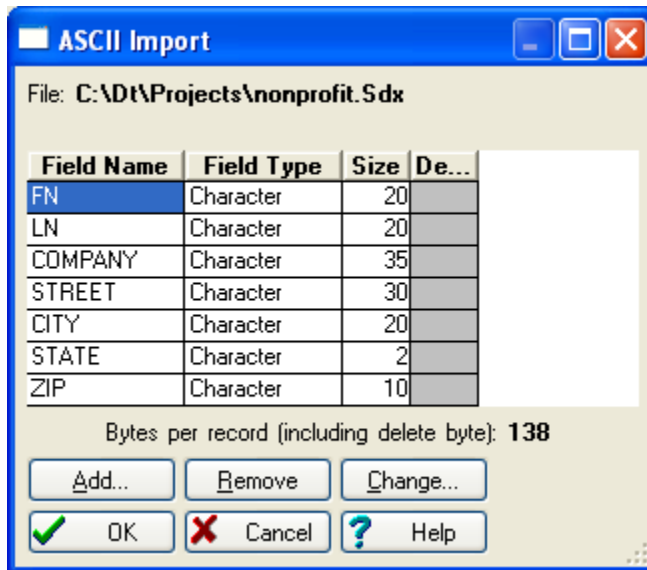 ASCII Import
File: C:\Dt\Projects\nonprofit.Sdx
Field Name Field Type Size De...
FN Character 20
LN Character 20
COMPANY Character 35
STREET Character 30
CITY Character 20
STATE Character 2
ZIP Character 10
Bytes per record (including delete byte): 138
Add... Remove Change...
OK Cancel Help